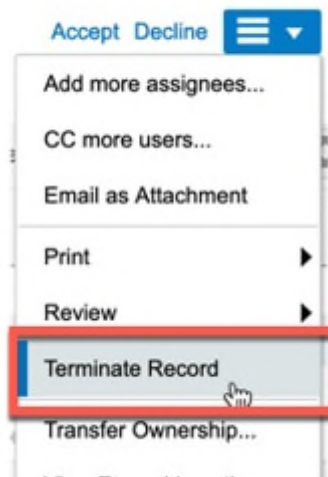 Accept Decline
Add more assignees...
CC more users...
Email as Attachment
Print
Review
Terminate Record
Transfer Ownership...